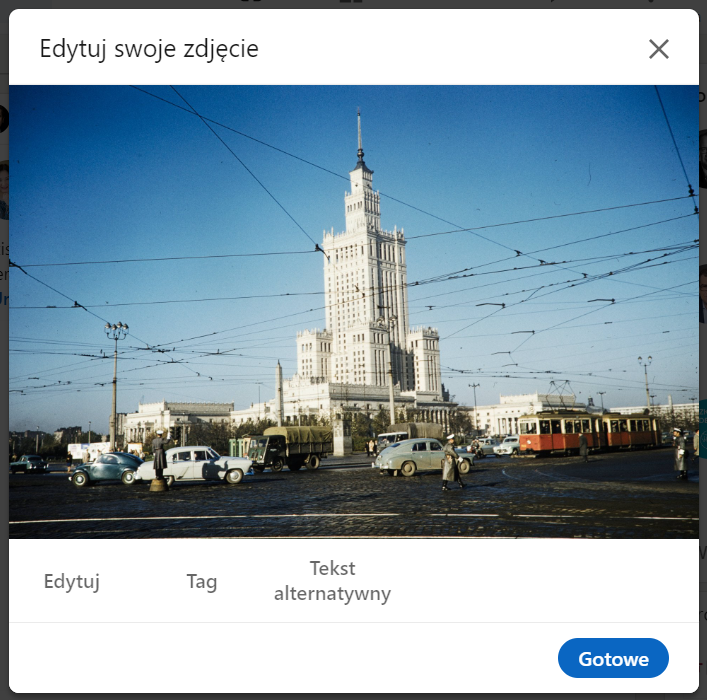 Edytuj swoje zdjęcie
Edytuj
Tag
Tekst
alternatywny
Gotowe